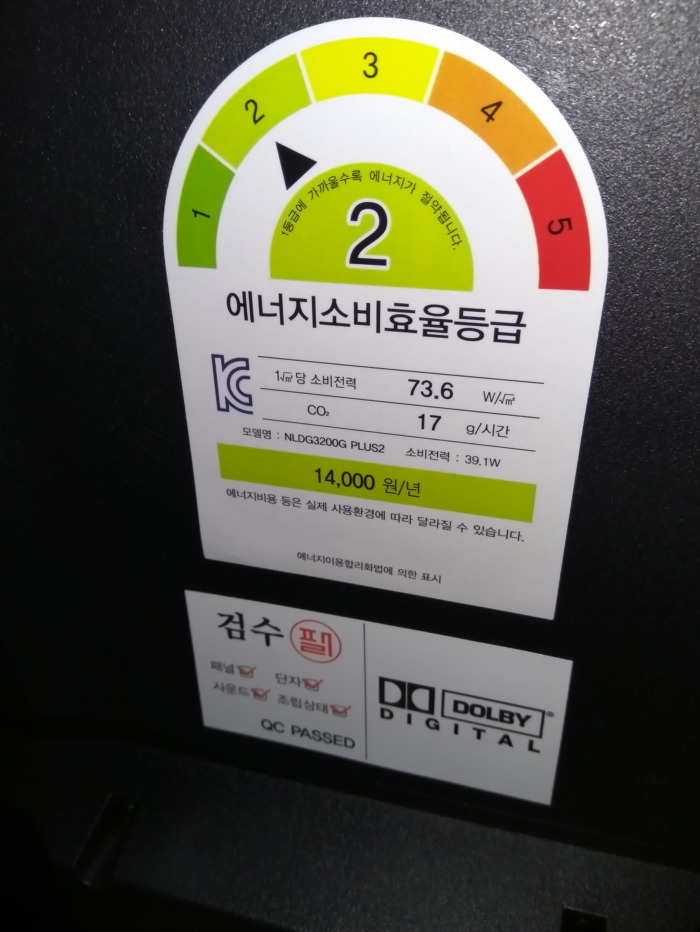 1
2
3
4
5
1등급에 가까울수록 에너지가 절약됩니다.
2
에너지소비효율등급
1√㎡당 소비전력 73.6 W/√㎡
CO₂ 17 g/시간
모델명 : NLDG3200G PLUS2 소비전력 : 39.1W
14,000 원/년
에너지비용 등은 실제 사용환경에 따라 달라질 수 있습니다.
에너지이용합리화법에 의한 표시
검수 필
패널 단자
사운드 조립상태
QC PASSED
DOLBY®
DIGITAL